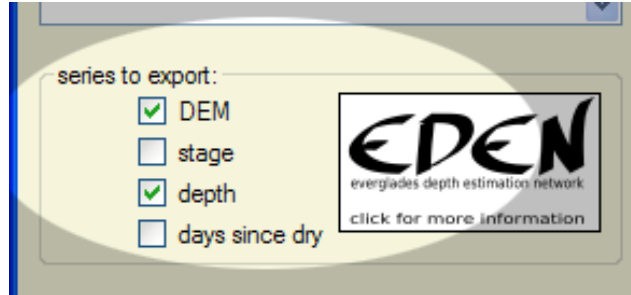 series to export:
DEM
stage
depth
days since dry
EDEN
everglades depth estimation network
click for more information